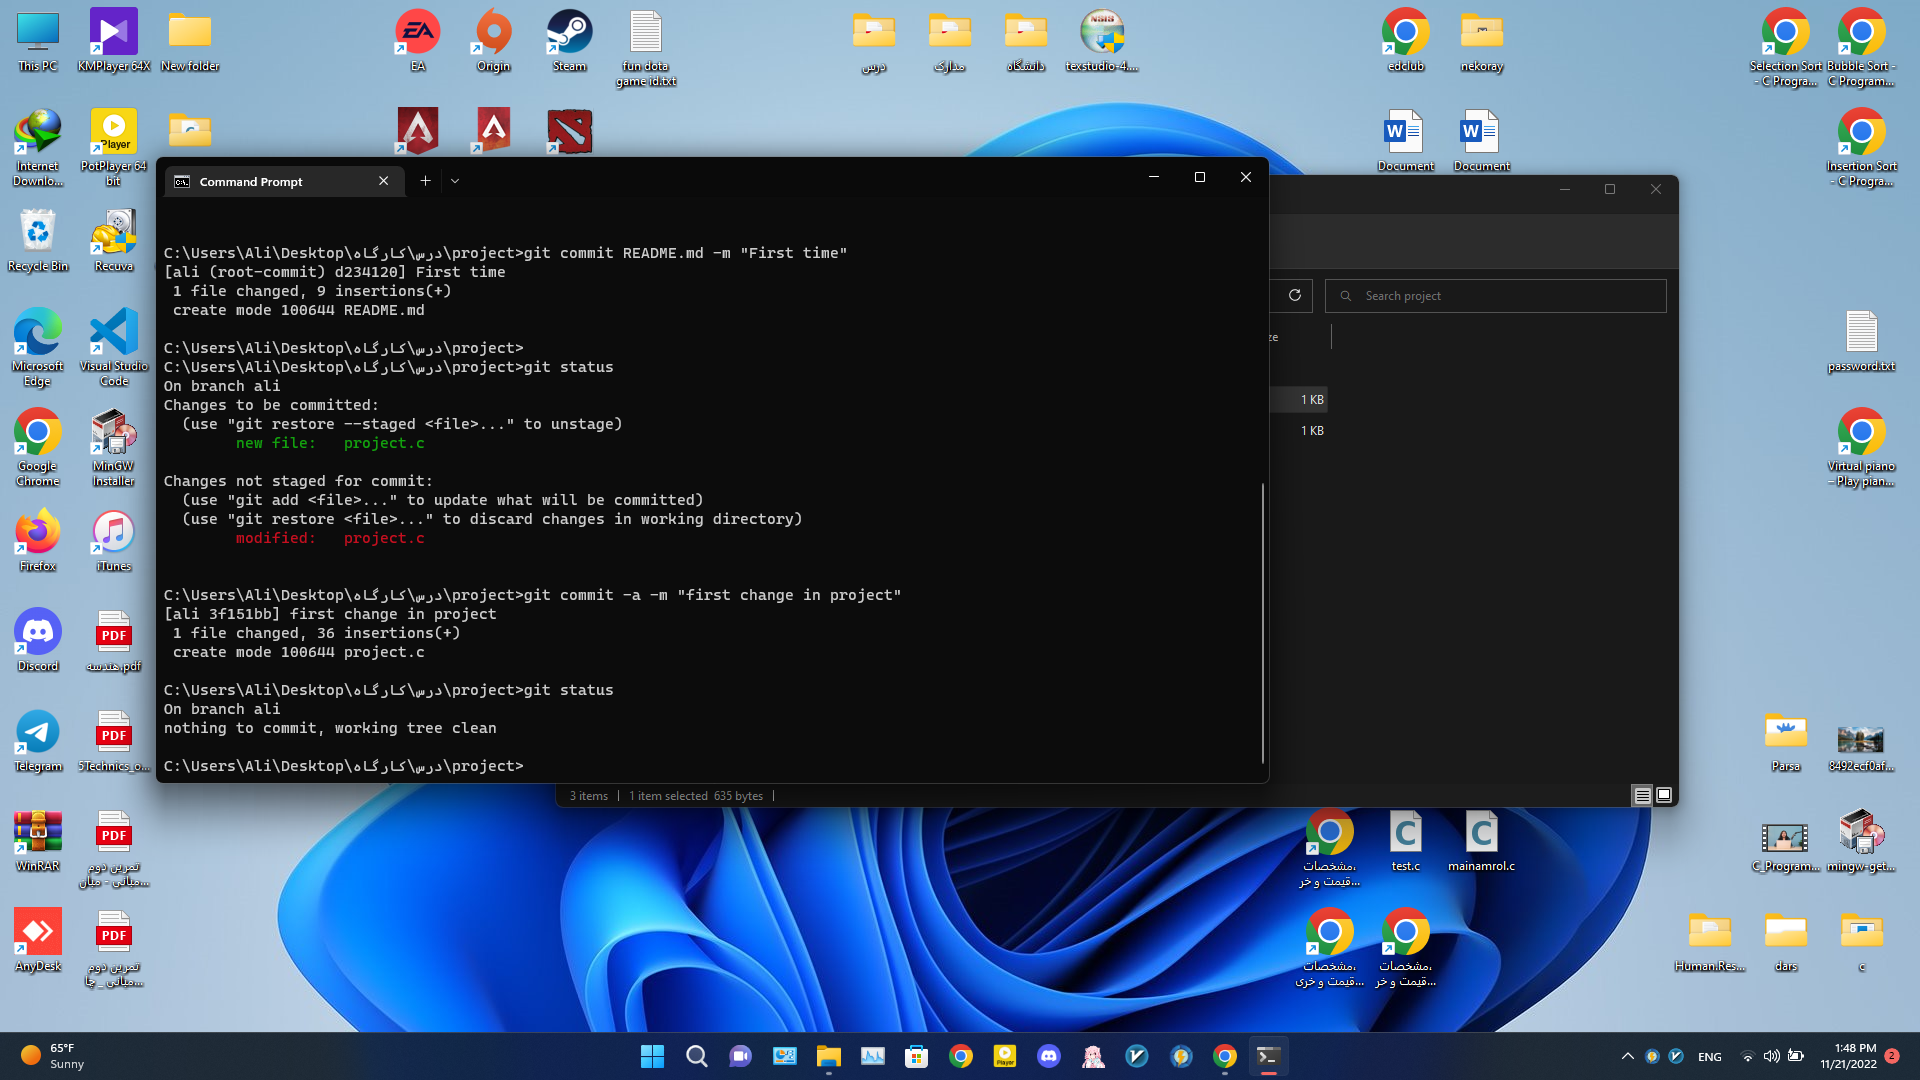 This PC
KMPlayer 64X
New folder
EA
Origin
Steam
fun dota
game id.txt
درس
مدارک
دانشگاه
texstudio-4....
edclub
nekoray
Selection Sort
- C Progra...
Bubble Sort -
C Program...
Internet
Downlo...
PotPlayer 64
bit
Document
Document
Insertion Sort
- C Progra...
Recycle Bin
Recuva
Microsoft
Edge
Visual Studio
Code
password.txt
Google
Chrome
MinGW
Installer
Virtual piano
– Play pian...
Firefox
iTunes
Discord
هندسه.pdf
Telegram
5Technics_o...
Parsa
8492ecf0af...
WinRAR
تمرین دوم
مبانی - مبان...
AnyDesk
تمرین دوم
مبانی _ چا...
Command Prompt
C:\Users\Ali\Desktop\درس\کارگاه\project>git commit README.md -m "First time"
[ali (root-commit) d234120] First time
1 file changed, 9 insertions(+)
create mode 100644 README.md
C:\Users\Ali\Desktop\درس\کارگاه\project>
C:\Users\Ali\Desktop\درس\کارگاه\project>git status
On branch ali
Changes to be committed:
(use "git restore --staged <file>..." to unstage)
new file:   project.c
Changes not staged for commit:
(use "git add <file>..." to update what will be committed)
(use "git restore <file>..." to discard changes in working directory)
modified:   project.c
C:\Users\Ali\Desktop\درس\کارگاه\project>git commit -a -m "first change in project"
[ali 3f151bb] first change in project
1 file changed, 36 insertions(+)
create mode 100644 project.c
C:\Users\Ali\Desktop\درس\کارگاه\project>git status
On branch ali
nothing to commit, working tree clean
C:\Users\Ali\Desktop\درس\کارگاه\project>
Search project
ze
1 KB
1 KB
3 items
1 item selected 635 bytes
مشخصات،
قیمت و خر...
test.c
mainamrol.c
C_Program...
mingw-get...
مشخصات،
قیمت و خری...
مشخصات،
قیمت و خر...
Human.Res...
dars
c
65°F
Sunny
ENG
1:48 PM
11/21/2022
2